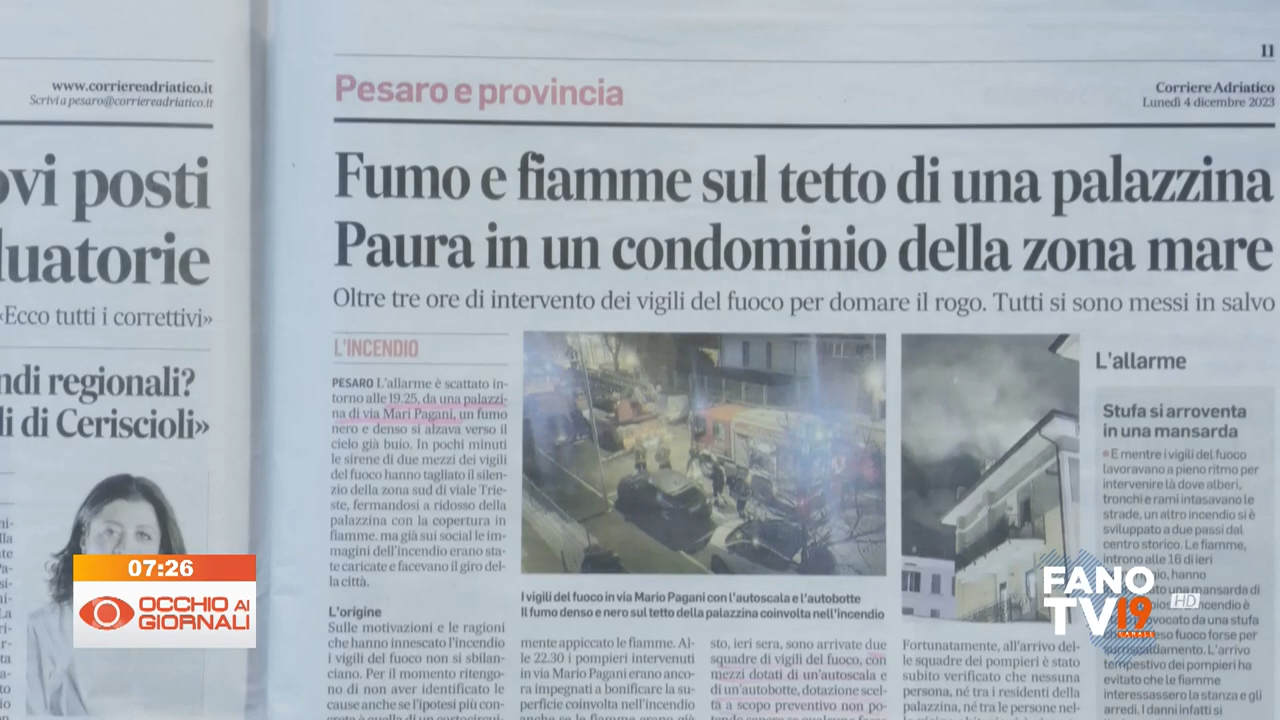 www.corriereadriatico.it
Scrivi a pesaro@corriereadriatico.it
ovi posti
luatorie
«Ecco tutti i correttivi»
ndi regionali?
li di Ceriscioli»
11
Pesaro e provincia
Corriere Adriatico
Lunedì 4 dicembre 2023
Fumo e fiamme sul tetto di una palazzina
Paura in un condominio della zona mare
Oltre tre ore di intervento dei vigili del fuoco per domare il rogo. Tutti si sono messi in salvo
L'INCENDIO
PESARO L'allarme è scattato in-
torno alle 19.25, da una palazzi-
na di via Mari Pagani, un fumo
nero e denso si alzava verso il
cielo già buio. In pochi minuti
le sirene di due mezzi dei vigili
del fuoco hanno tagliato il silen-
zio della zona sud di viale Trie-
ste, fermandosi a ridosso della
palazzina con la copertura in
fiamme. ma già sui social le im-
magini dell'incendio erano sta-
te caricate e facevano il giro del-
la città.
L'origine
Sulle motivazioni e le ragioni
che hanno innescato l'incendio
i vigili del fuoco non si sbilan-
ciano. Per il momento ritengo-
no di non aver identificato le
cause anche se l'ipotesi più con-
I vigili del fuoco in via Mario Pagani con l'autoscala e l'autobotte
Il fumo denso e nero sul tetto della palazzina coinvolta nell'incendio
mente appiccato le fiamme. Al-
le 22.30 i pompieri intervenuti
in via Mario Pagani erano anco-
ra impegnati a bonificare la su-
perficie coinvolta nell'incendio
anche se le fiamme erano già
sto, ieri sera, sono arrivate due
squadre di vigili del fuoco, con
mezzi dotati di un'autoscala e
di un'autobotte, dotazione scel-
ta a scopo preventivo non po-
Fortunatamente, all'arrivo del-
le squadre dei pompieri è stato
subito verificato che nessuna
persona, né tra i residenti della
palazzina, né tra le persone nel-
L'allarme
Stufa si arroventa
in una mansarda
E mentre i vigili del fuoco
lavoravano a pieno ritmo per
intervenire là dove alberi,
tronchi e rami intasavano le
strade, un altro incendio si è
sviluppato a due passi dal
centro storico. Le fiamme,
introno alle 16 di ieri
hanno
mansarda di
incendio è
da una stufa
fuoco forse per
L'arrivo
tempestivo dei pompieri ha
evitato che le fiamme
interessassero la stanza e gli
arredi. I danni infatti si
07:26
OCCHIO AI
GIORNALI
FANO
TV 19 HD
CANALE